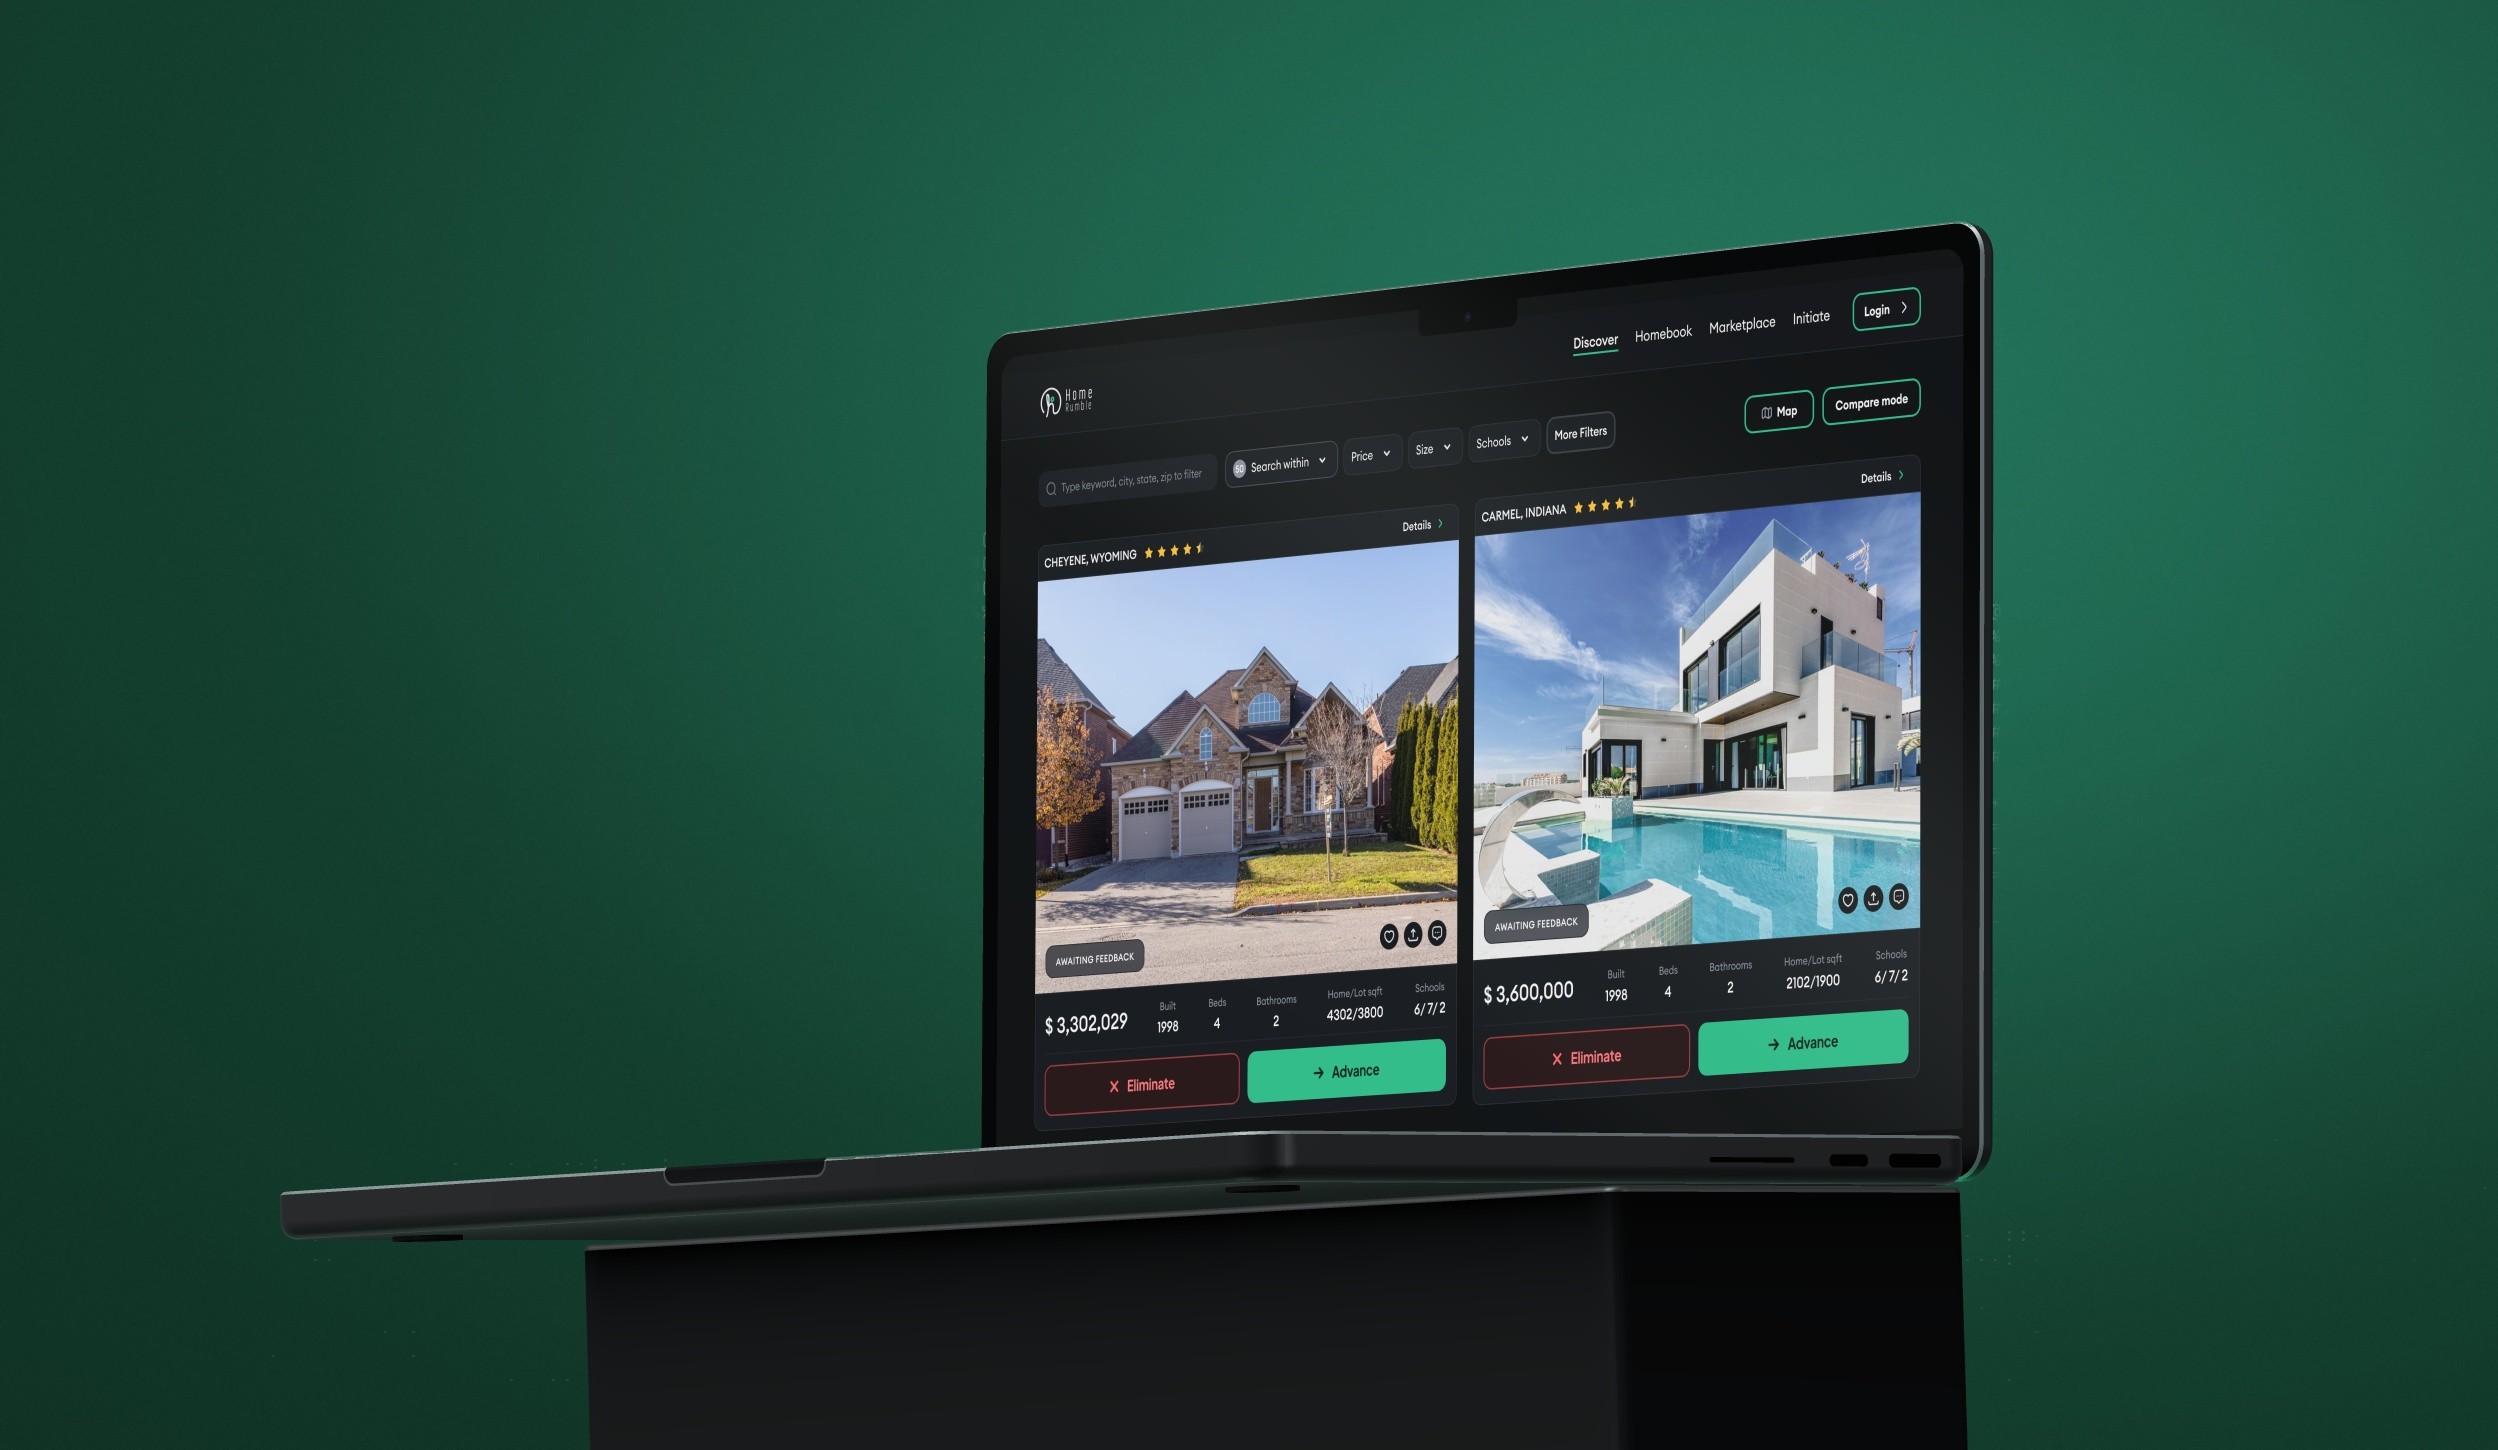 Discover Homebook Marketplace Initiate Login
Home
Rumble
Type keyword, city, state, zip to filter
50 Search within Price Size Schools More Filters
Map Compare mode
CHEYENE, WYOMING Details
AWAITING FEEDBACK
$ 3,302,029
Built Beds Bathrooms Home/Lot sqft Schools
1998 4 2 4302/3800 6/7/2
Eliminate Advance
CARMEL, INDIANA Details
AWAITING FEEDBACK
$ 3,600,000
Built Beds Bathrooms Home/Lot sqft Schools
1998 4 2 2102/1900 6/7/2
Eliminate Advance